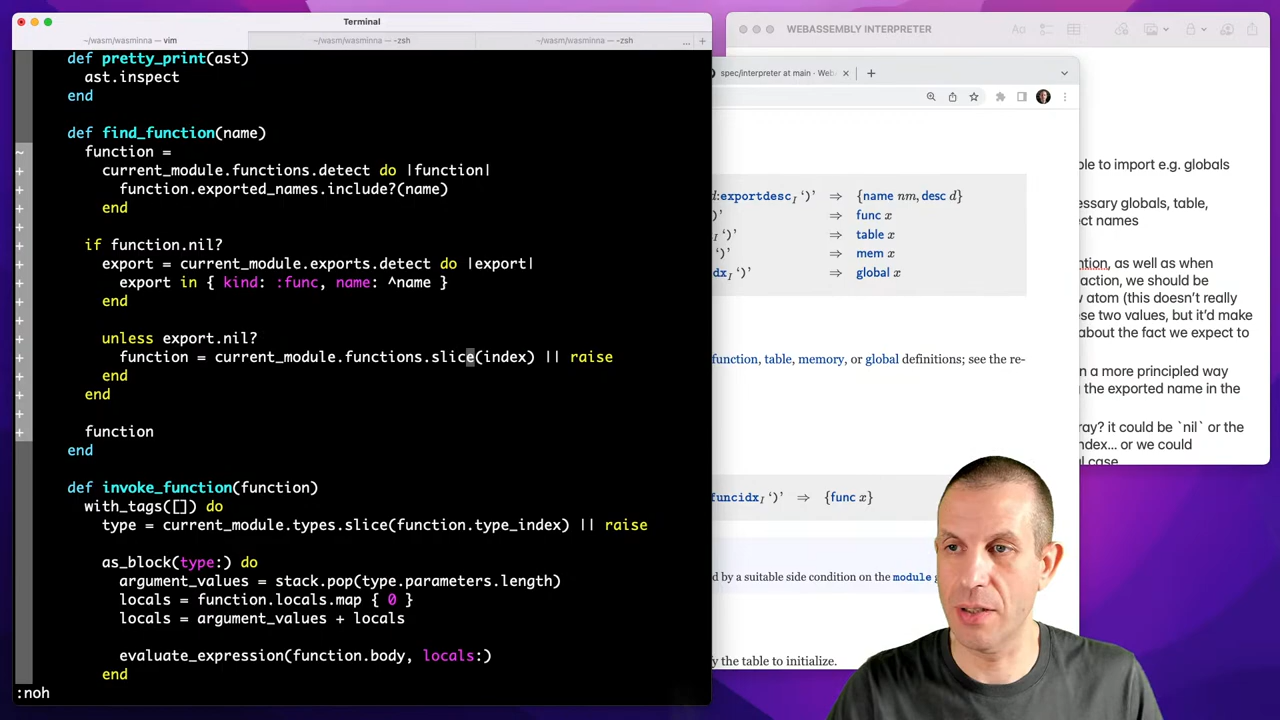 Terminal
~/wasm/wasminna — vim
~/wasm/wasminna — -zsh
~/wasm/wasminna — -zsh
... +
def pretty_print(ast)
ast.inspect
end
def find_function(name)
~ function =
+ current_module.functions.detect do |function|
+ function.exported_names.include?(name)
+ end
+
+ if function.nil?
+ export = current_module.exports.detect do |export|
+ export in { kind: :func, name: ^name }
+ end
+
+ unless export.nil?
+ function = current_module.functions.slice(index) || raise
+ end
+ end
+
+ function
end
def invoke_function(function)
with_tags([]) do
type = current_module.types.slice(function.type_index) || raise
as_block(type:) do
argument_values = stack.pop(type.parameters.length)
locals = function.locals.map { 0 }
locals = argument_values + locals
evaluate_expression(function.body, locals:)
end
:noh
WEBASSEMBLY INTERPRETER
Aa
spec/interpreter at main · Web
:exportdesc I ‘)’ ⇒ {name nm, desc d}
‘)’ ⇒ func x
‘)’ ⇒ table x
‘)’ ⇒ mem x
‘)’ ⇒ global x
function, table, memory, or global definitions; see the re-
funcidx I ‘)’ ⇒ {func x}
d by a suitable side condition on the module
the table to initialize.
ble to import e.g. globals
essary globals, table,
ect names
ntion, as well as when
action, we should be
w atom (this doesn’t really
ese two values, but it’d make
about the fact we expect to
n a more principled way
g the exported name in the
ray? it could be `nil` or the
ndex... or we could
al case